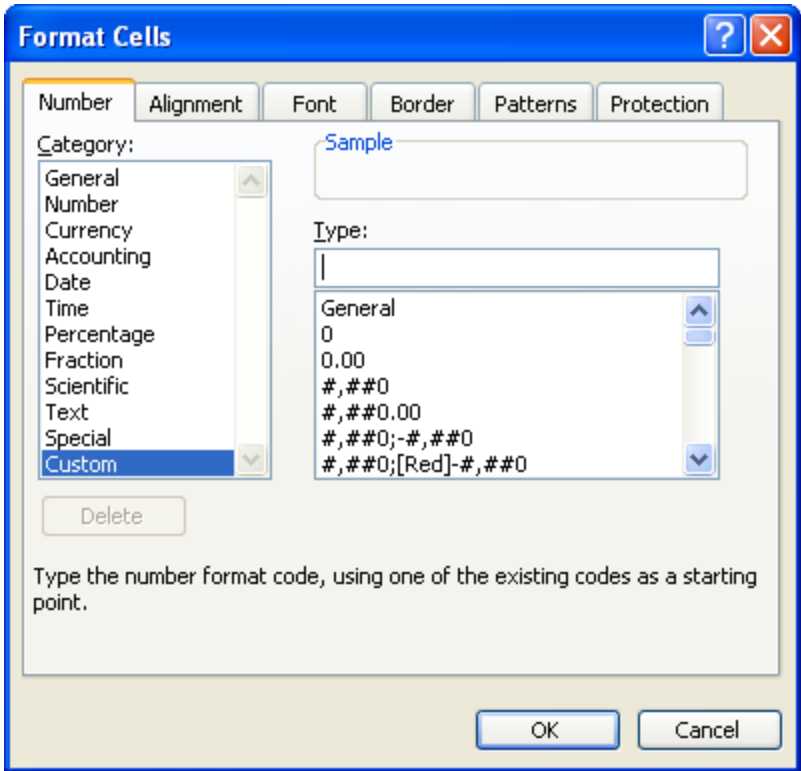 Format Cells
Number Alignment Font Border Patterns Protection
Category:
General
Number
Currency
Accounting
Date
Time
Percentage
Fraction
Scientific
Text
Special
Custom
Delete
Sample
Type:
General
0
0.00
#,##0
#,##0.00
#,##0;-#,##0
#,##0;[Red]-#,##0
Type the number format code, using one of the existing codes as a starting
point.
OK Cancel